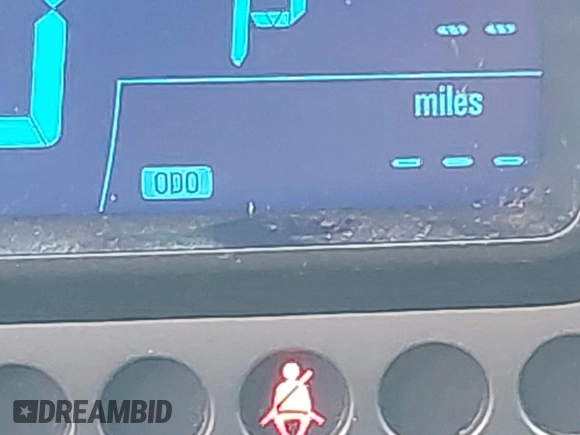 P
-- --
miles
ODO
- - -
DREAMBID